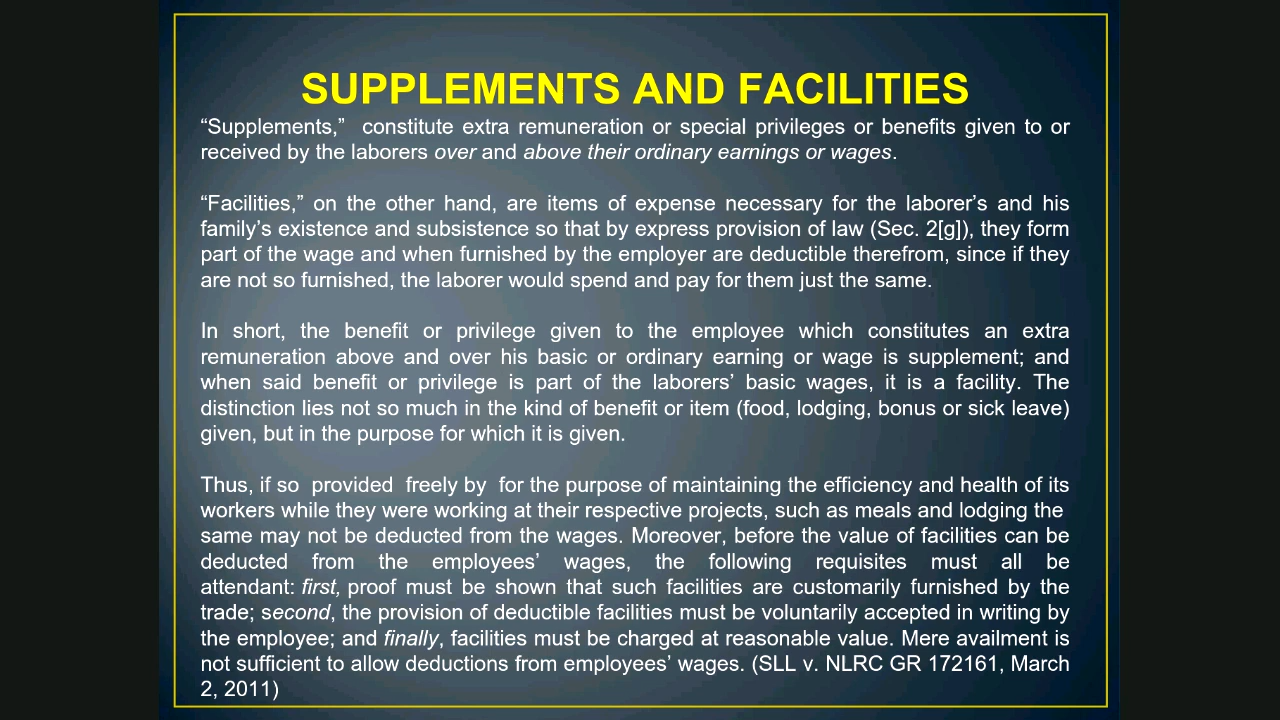 SUPPLEMENTS AND FACILITIES
“Supplements,” constitute extra remuneration or special privileges or benefits given to or
received by the laborers over and above their ordinary earnings or wages.
“Facilities,” on the other hand, are items of expense necessary for the laborer’s and his
family’s existence and subsistence so that by express provision of law (Sec. 2[g]), they form
part of the wage and when furnished by the employer are deductible therefrom, since if they
are not so furnished, the laborer would spend and pay for them just the same.
In short, the benefit or privilege given to the employee which constitutes an extra
remuneration above and over his basic or ordinary earning or wage is supplement; and
when said benefit or privilege is part of the laborers’ basic wages, it is a facility. The
distinction lies not so much in the kind of benefit or item (food, lodging, bonus or sick leave)
given, but in the purpose for which it is given.
Thus, if so provided freely by for the purpose of maintaining the efficiency and health of its
workers while they were working at their respective projects, such as meals and lodging the
same may not be deducted from the wages. Moreover, before the value of facilities can be
deducted from the employees’ wages, the following requisites must all be
attendant: first, proof must be shown that such facilities are customarily furnished by the
trade; second, the provision of deductible facilities must be voluntarily accepted in writing by
the employee; and finally, facilities must be charged at reasonable value. Mere availment is
not sufficient to allow deductions from employees’ wages. (SLL v. NLRC GR 172161, March
2, 2011)